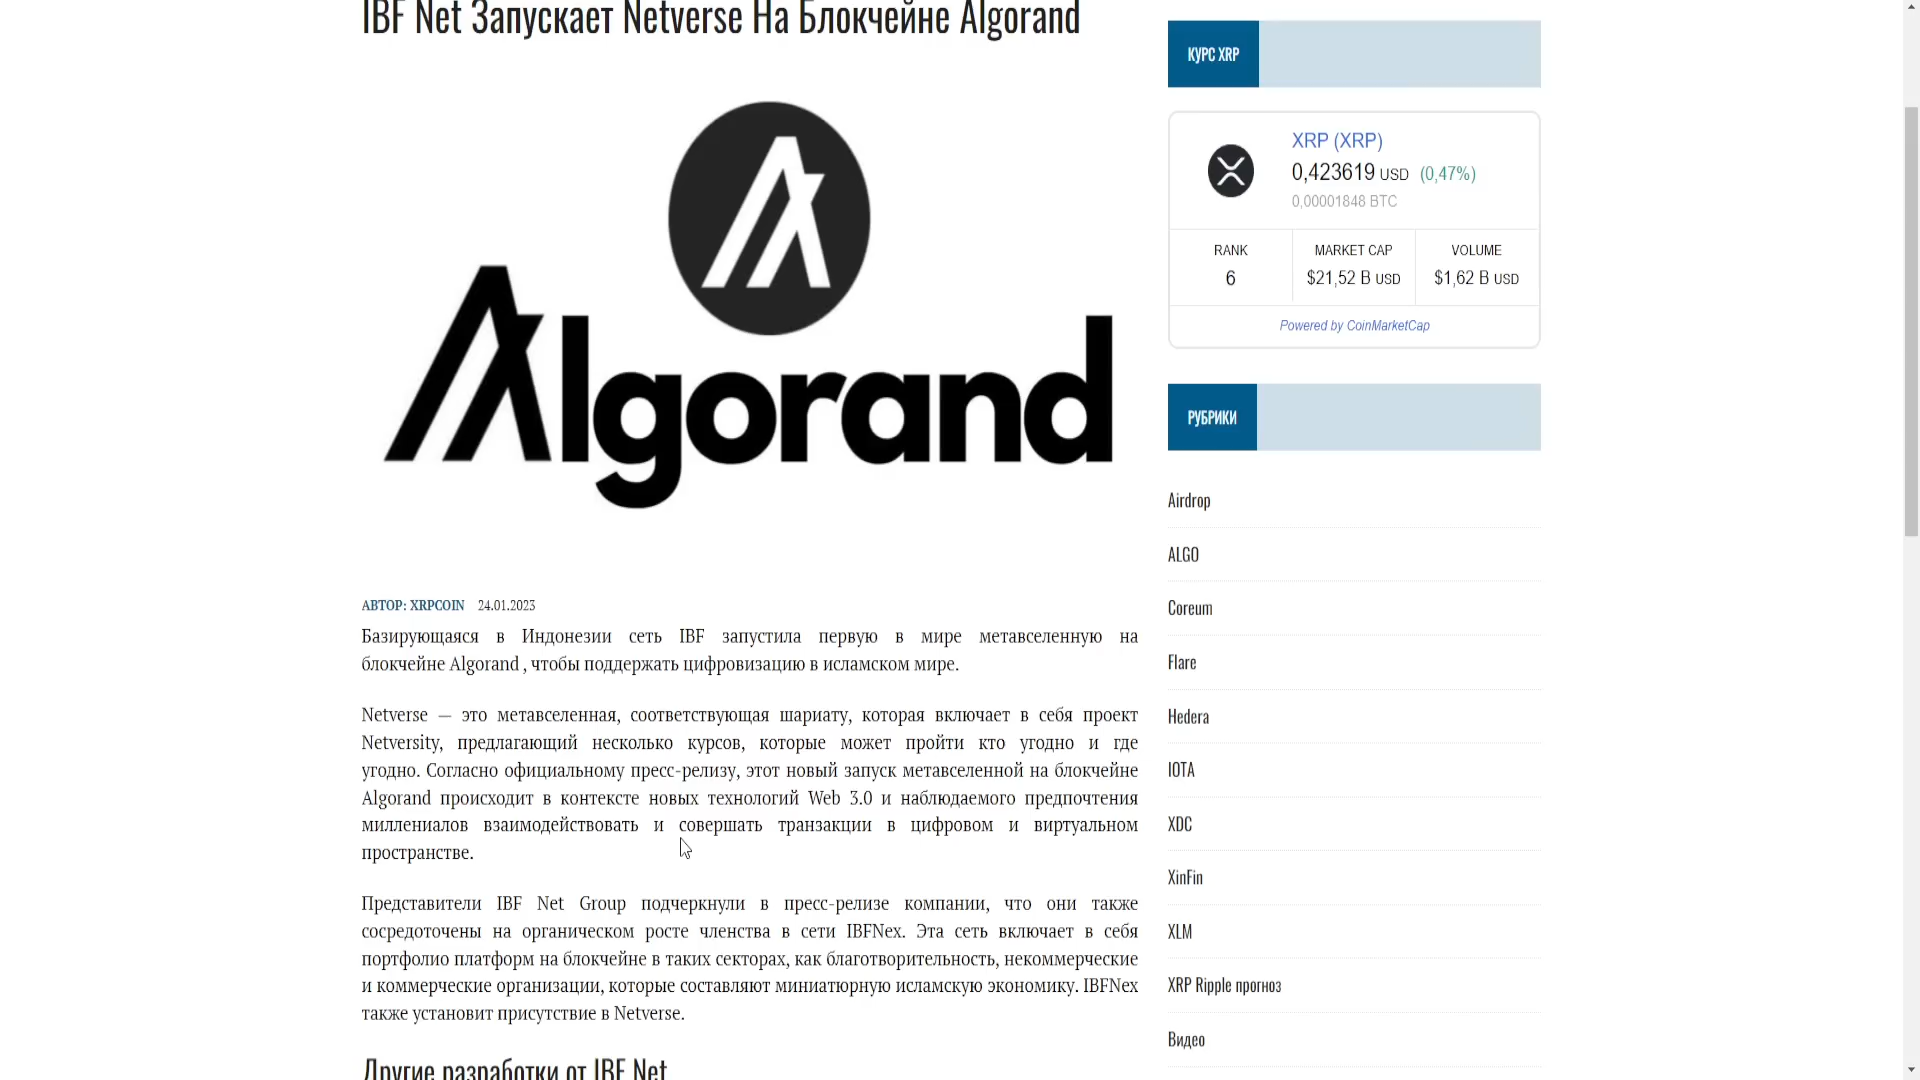 IBF Net Запускает Netverse На Блокчейне Algorand
Algorand
АВТОР: XRPCOIN 24.01.2023
Базирующаяся в Индонезии сеть IBF запустила первую в мире метавселенную на
блокчейне Algorand , чтобы поддержать цифровизацию в исламском мире.
Netverse — это метавселенная, соответствующая шариату, которая включает в себя проект
Netversity, предлагающий несколько курсов, которые может пройти кто угодно и где
угодно. Согласно официальному пресс-релизу, этот новый запуск метавселенной на блокчейне
Algorand происходит в контексте новых технологий Web 3.0 и наблюдаемого предпочтения
миллениалов взаимодействовать и совершать транзакции в цифровом и виртуальном
пространстве.
Представители IBF Net Group подчеркнули в пресс-релизе компании, что они также
сосредоточены на органическом росте членства в сети IBFNex. Эта сеть включает в себя
портфолио платформ на блокчейне в таких секторах, как благотворительность, некоммерческие
и коммерческие организации, которые составляют миниатюрную исламскую экономику. IBFNex
также установит присутствие в Netverse.
Другие разработки от IBF Net
КУРС XRP
XRP (XRP)
0,423619 USD (0,47%)
0,00001848 BTC
RANK MARKET CAP VOLUME
6 $21,52 B USD $1,62 B USD
Powered by CoinMarketCap
РУБРИКИ
Airdrop
ALGO
Coreum
Flare
Hedera
IOTA
XDC
XinFin
XLM
XRP Ripple прогноз
Видео